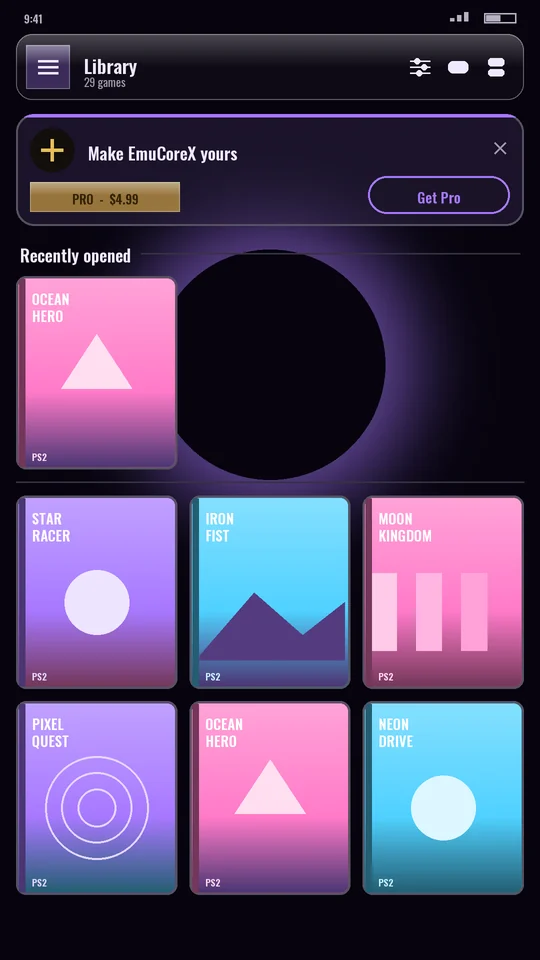 9:41
Library
29 games
Make EmuCoreX yours
PRO - $4.99
Get Pro
Recently opened
OCEAN
HERO
PS2
STAR
RACER
PS2
IRON
FIST
PS2
MOON
KINGDOM
PS2
PIXEL
QUEST
PS2
OCEAN
HERO
PS2
NEON
DRIVE
PS2